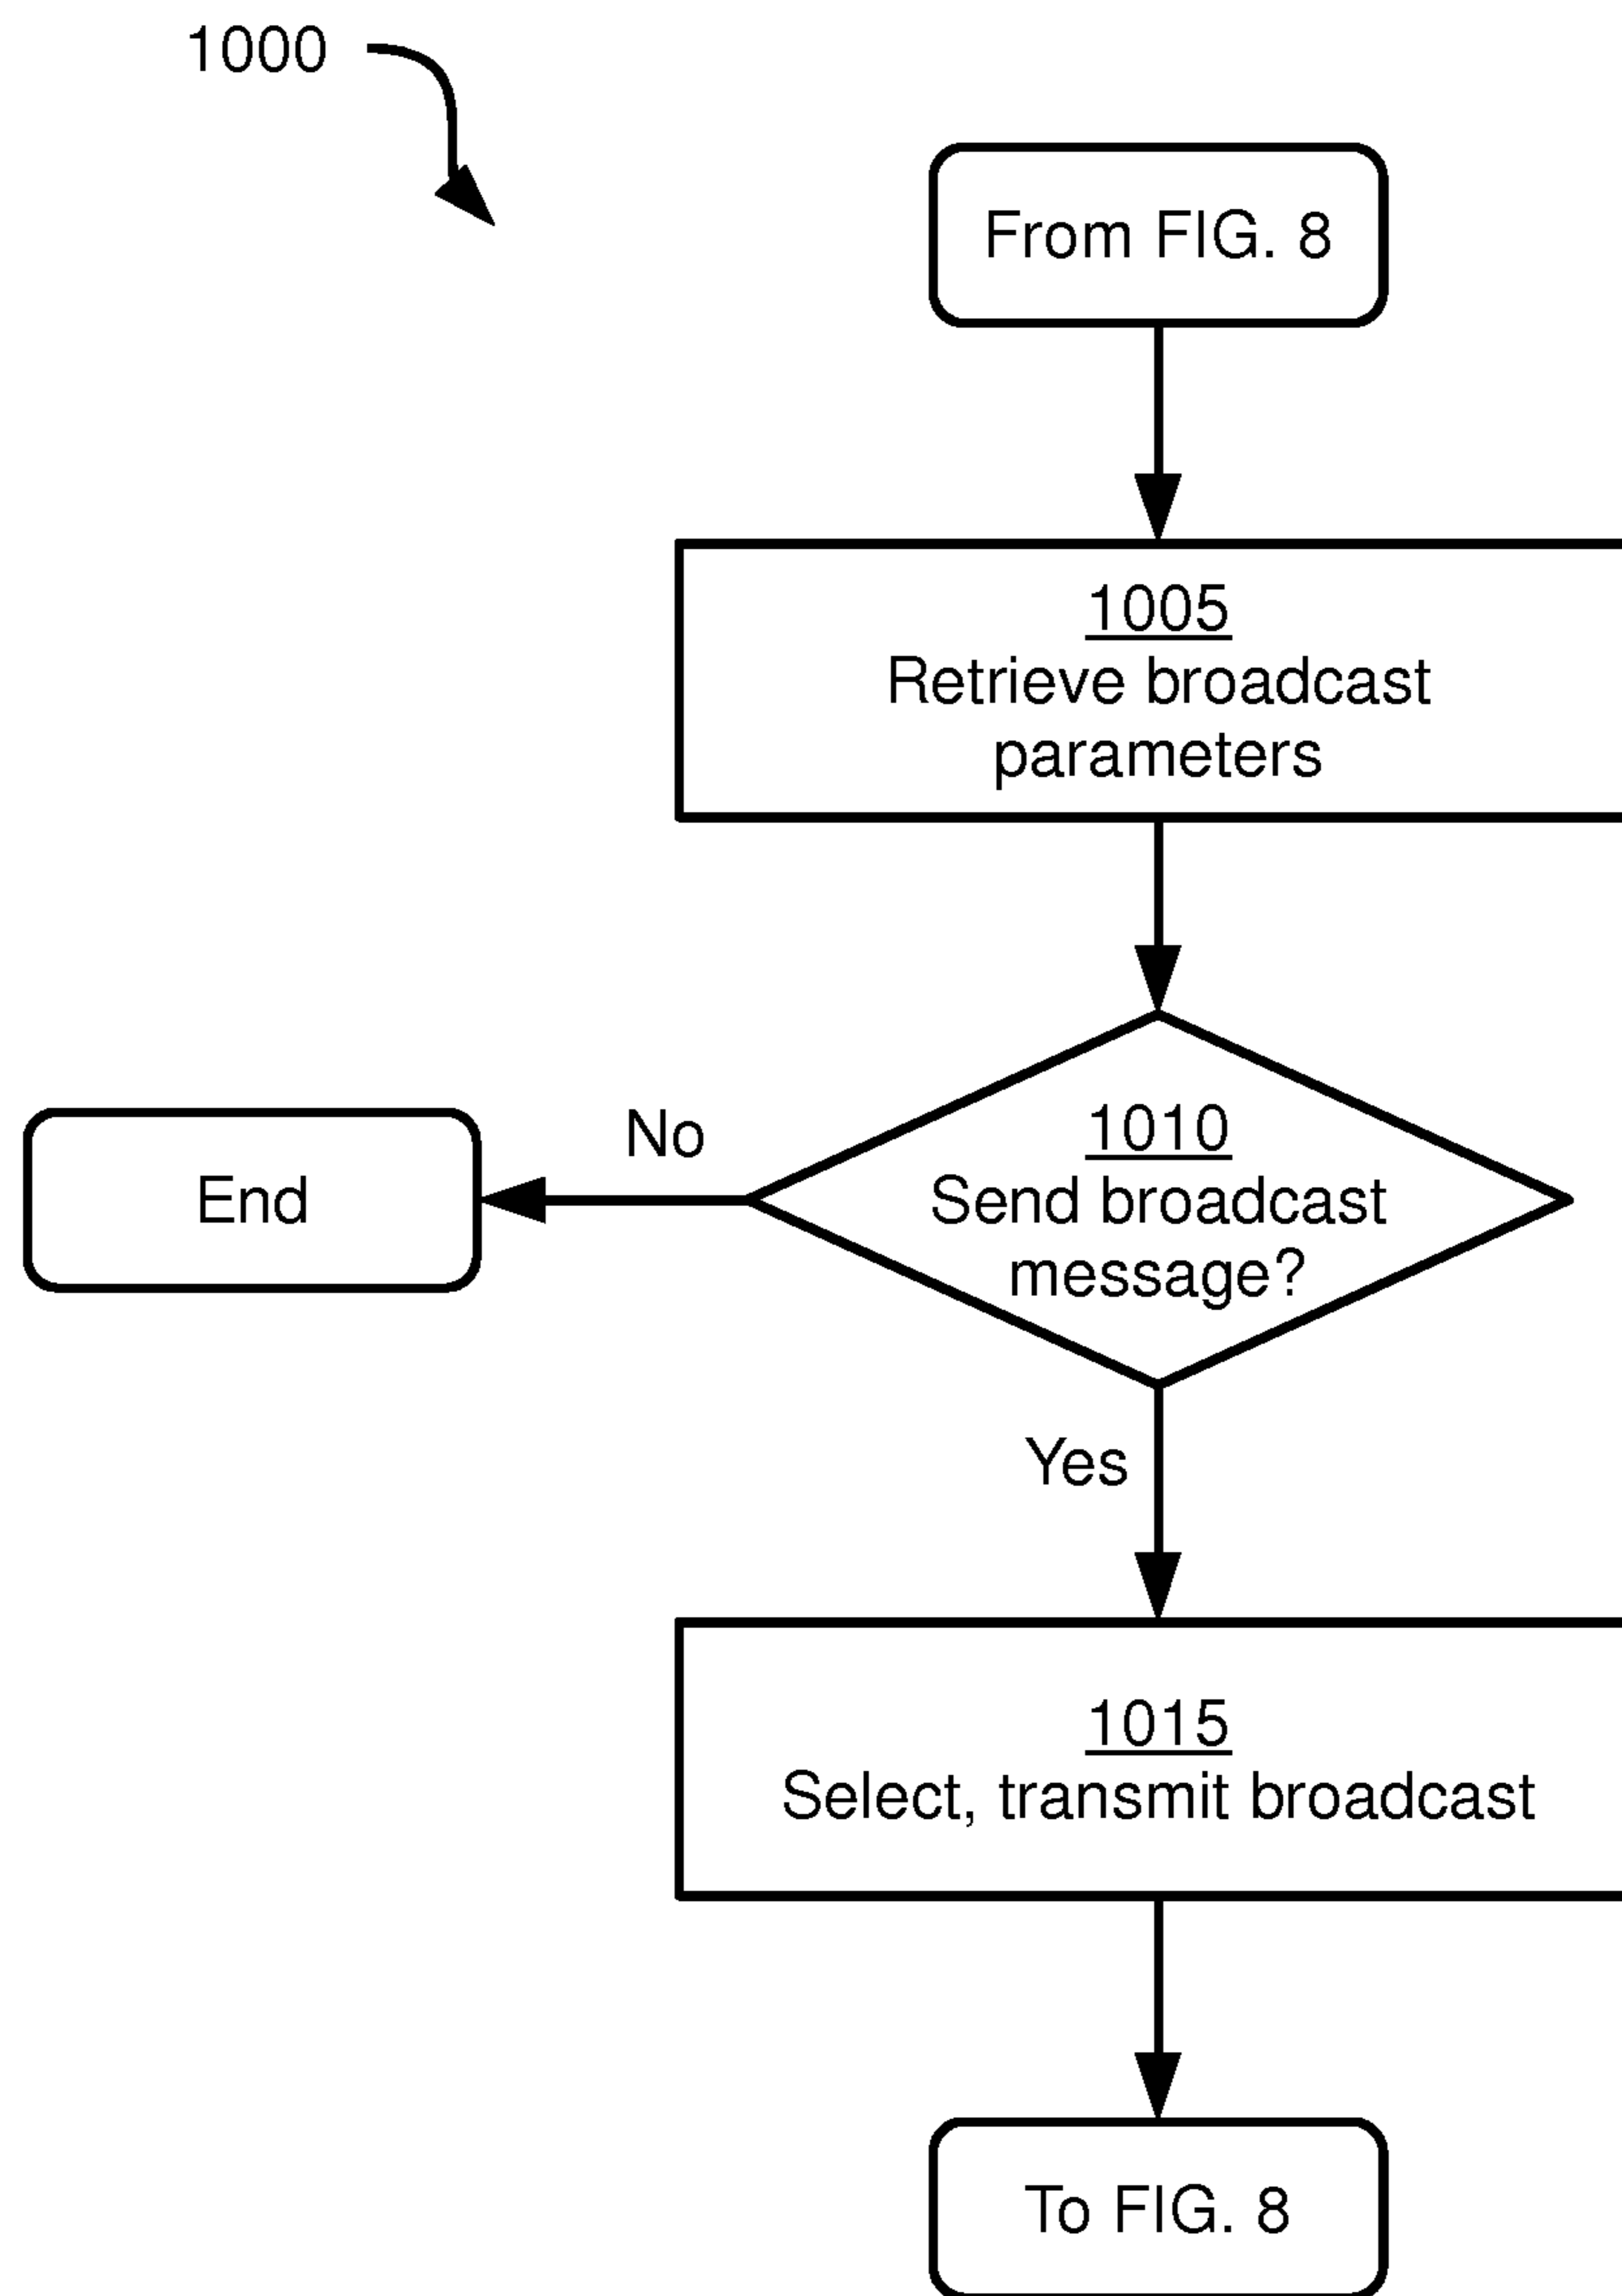 1000
From FIG. 8
1005
Retrieve broadcast
parameters
1010
Send broadcast
message?
No
End
Yes
1015
Select, transmit broadcast
To FIG. 8